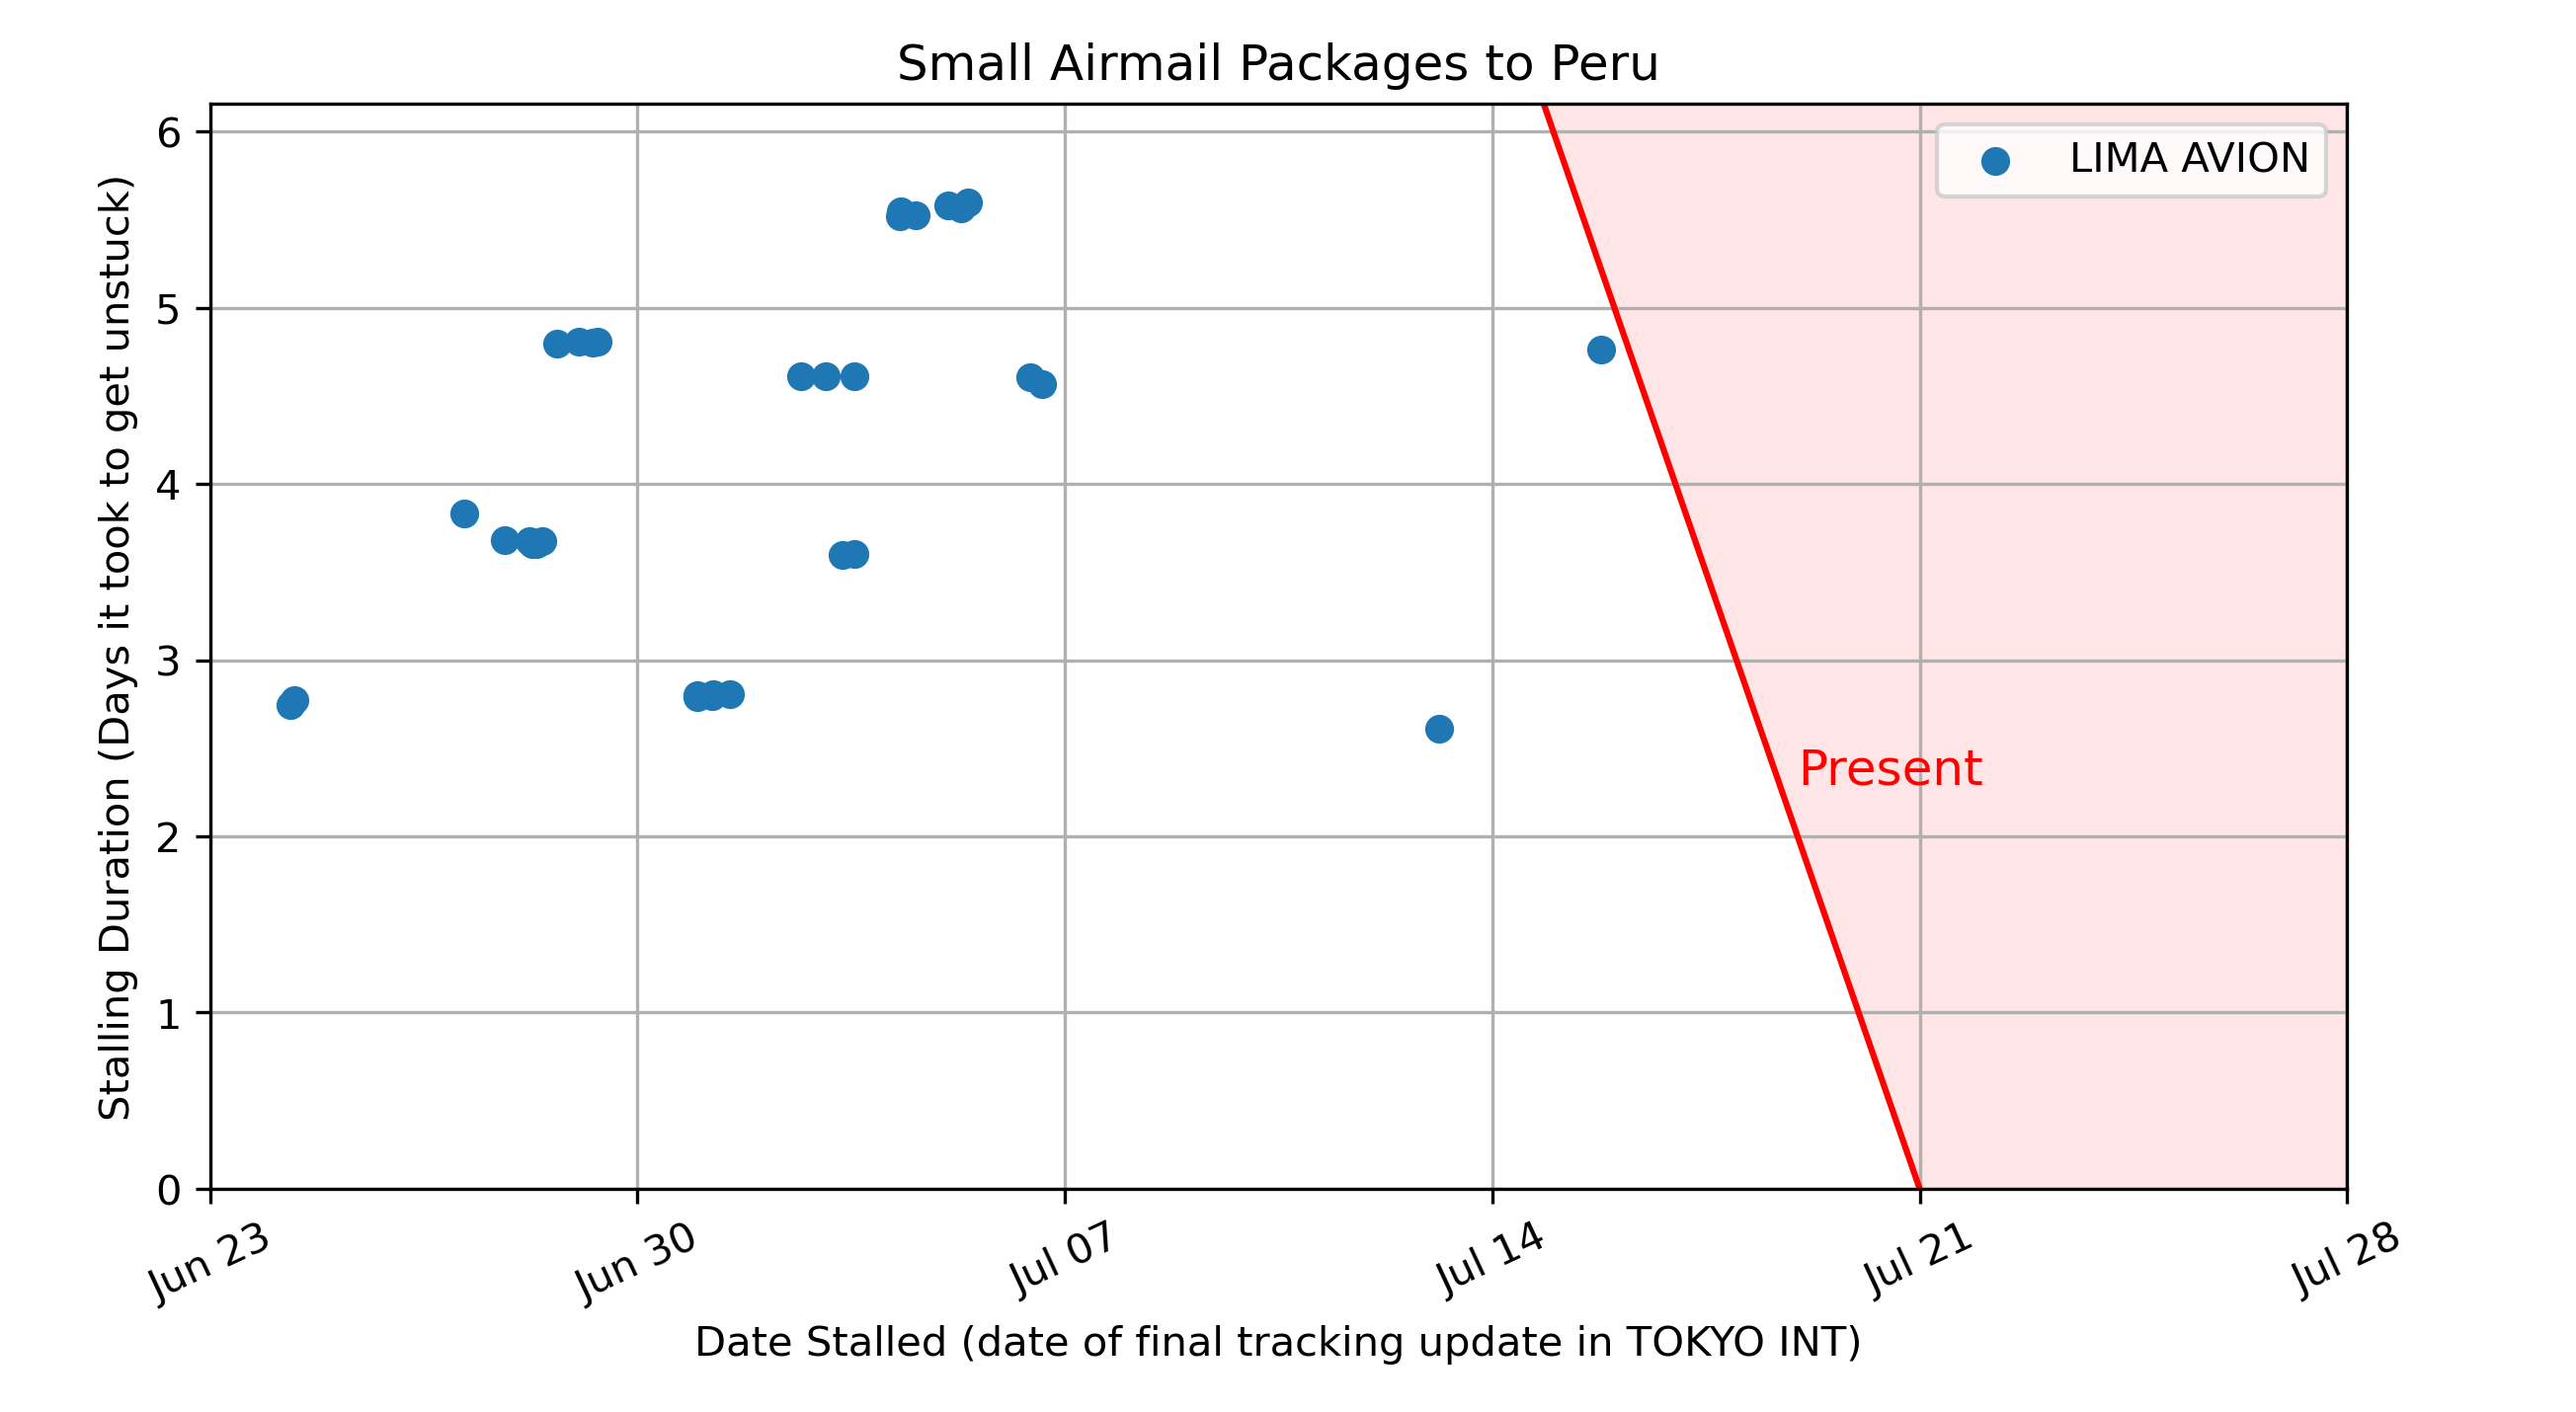 Small Airmail Packages to Peru
LIMA AVION
Stalling Duration (Days it took to get unstuck)
6
5
4
3
2
1
0
Present
Jun 23
Jun 30
Jul 07
Jul 14
Jul 21
Jul 28
Date Stalled (date of final tracking update in TOKYO INT)